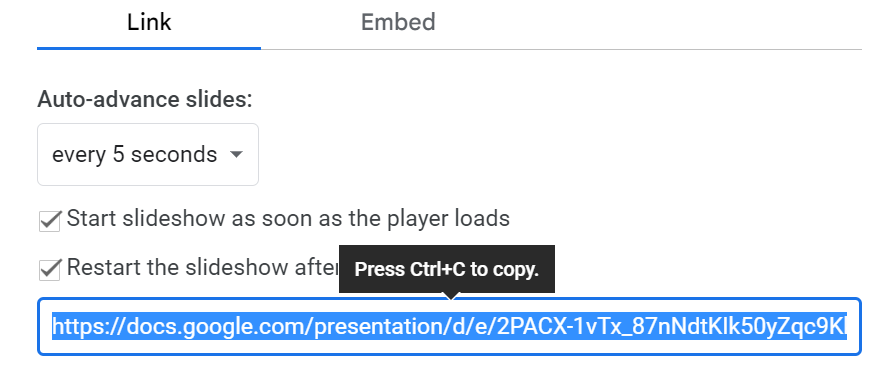 Link Embed
Auto-advance slides:
every 5 seconds
Start slideshow as soon as the player loads
Restart the slideshow after
Press Ctrl+C to copy.
https://docs.google.com/presentation/d/e/2PACX-1vTx_87nNdtKIk50yZqc9K